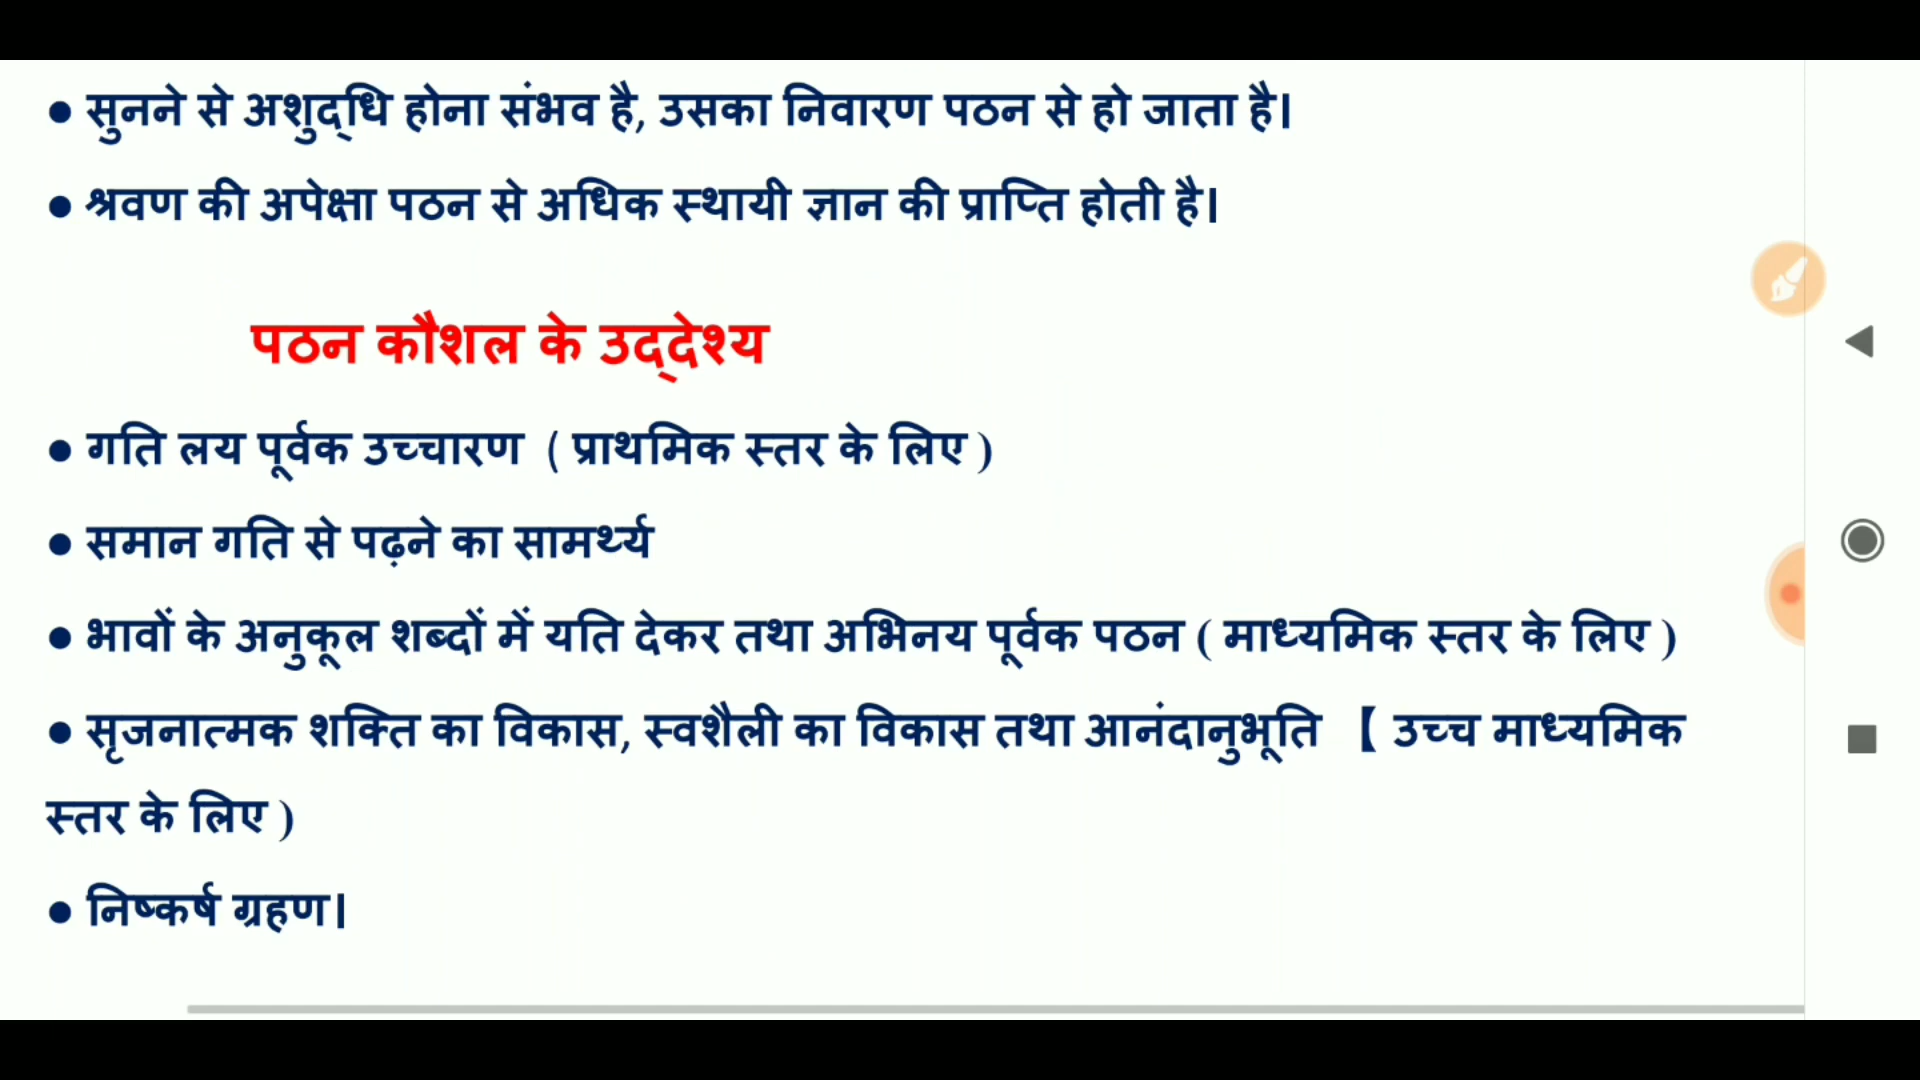 ● सुनने से अशुद्धि होना संभव है, उसका निवारण पठन से हो जाता है।
● श्रवण की अपेक्षा पठन से अधिक स्थायी ज्ञान की प्राप्ति होती है।
पठन कौशल के उद्देश्य
● गति लय पूर्वक उच्चारण ( प्राथमिक स्तर के लिए )
● समान गति से पढ़ने का सामर्थ्य
● भावों के अनुकूल शब्दों में यति देकर तथा अभिनय पूर्वक पठन ( माध्यमिक स्तर के लिए )
● सृजनात्मक शक्ति का विकास, स्वशैली का विकास तथा आनंदानुभूति 【 उच्च माध्यमिक
स्तर के लिए )
● निष्कर्ष ग्रहण।